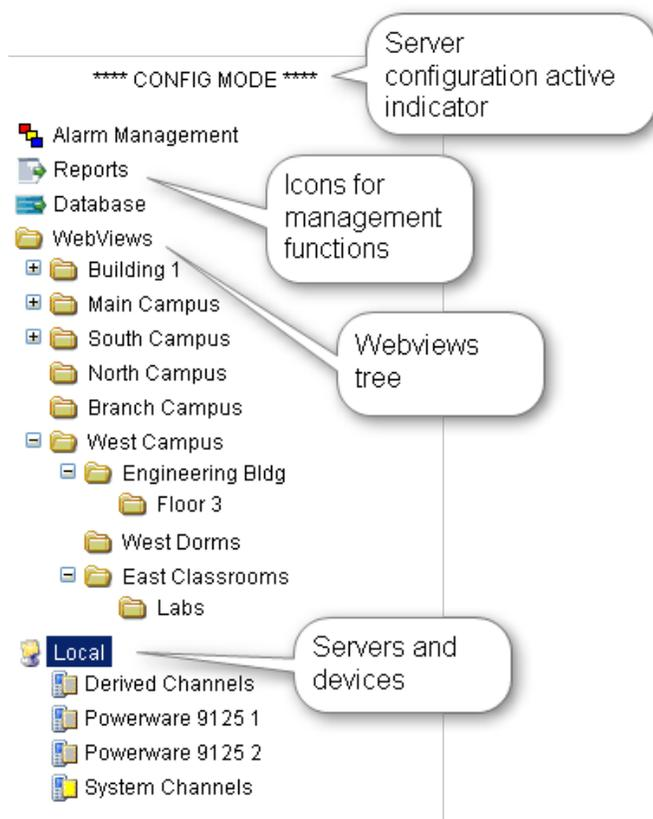 Server
configuration active
indicator
**** CONFIG MODE ****
Alarm Management
Reports
Icons for
management
functions
Database
WebViews
Building 1
Main Campus
South Campus
Webviews
tree
North Campus
Branch Campus
West Campus
Engineering Bldg
Floor 3
West Dorms
East Classrooms
Labs
Servers and
devices
Local
Derived Channels
Powerware 9125 1
Powerware 9125 2
System Channels